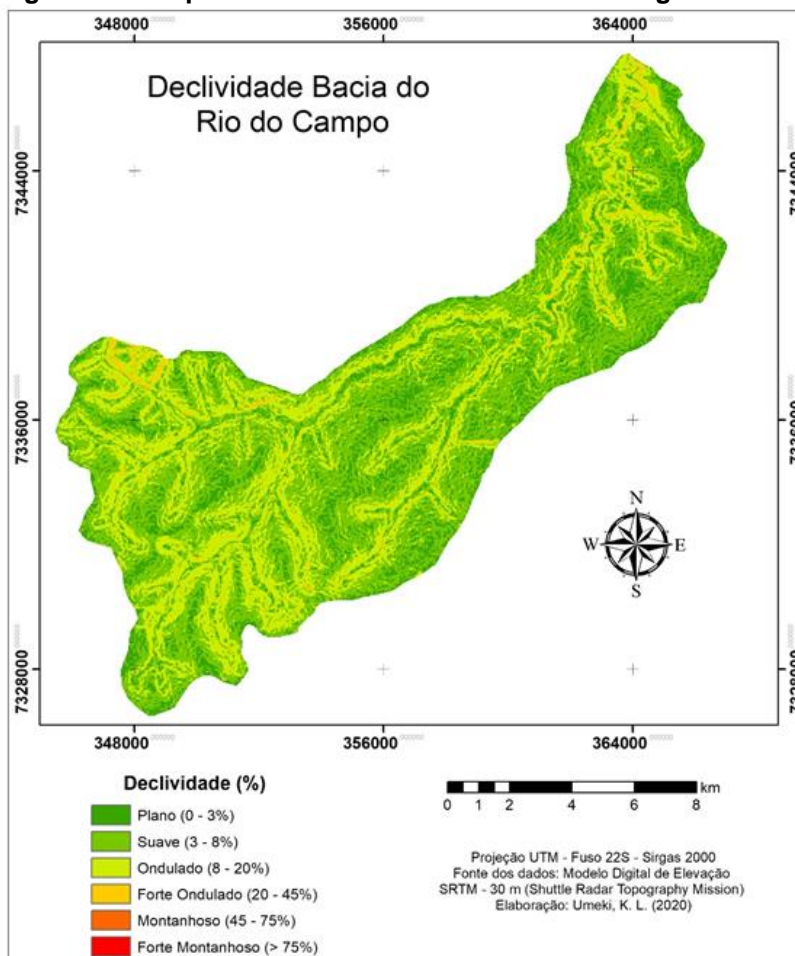 348000 356000 364000
Declividade Bacia do
Rio do Campo
7344000 7344000
7336000 7336000
N
W E
S
7328000 7328000
348000 356000 364000
Declividade (%)
Plano (0 - 3%)
Suave (3 - 8%)
Ondulado (8 - 20%)
Forte Ondulado (20 - 45%)
Montanhoso (45 - 75%)
Forte Montanhoso (> 75%)
km
0 1 2 4 6 8
Projeção UTM - Fuso 22S - Sirgas 2000
Fonte dos dados: Modelo Digital de Elevação
SRTM - 30 m (Shuttle Radar Topography Mission)
Elaboração: Umeki, K. L. (2020)